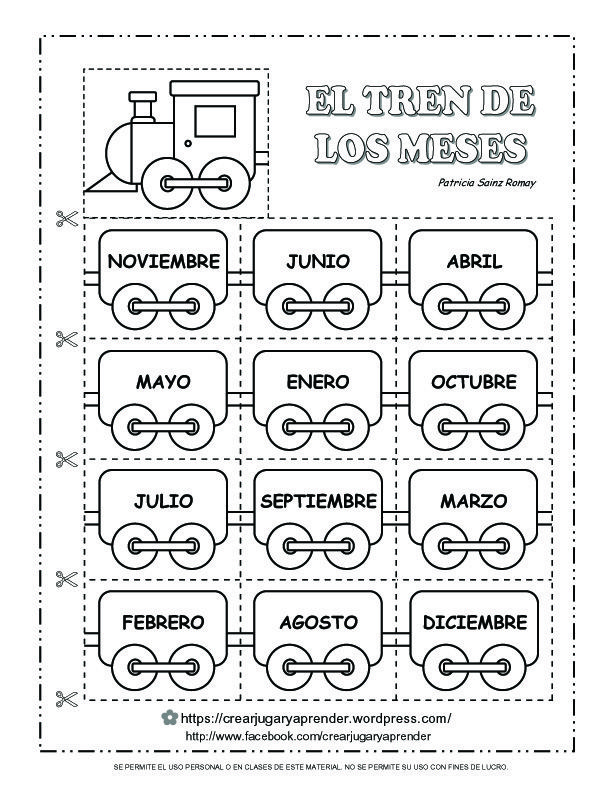 EL TREN DE
LOS MESES
Patricia Sainz Romay
NOVIEMBRE JUNIO ABRIL
MAYO ENERO OCTUBRE
JULIO SEPTIEMBRE MARZO
FEBRERO AGOSTO DICIEMBRE
https://crearjugaryaprender.wordpress.com/
http://www.facebook.com/crearjugaryaprender
SE PERMITE EL USO PERSONAL O EN CLASES DE ESTE MATERIAL. NO SE PERMITE SU USO CON FINES DE LUCRO.